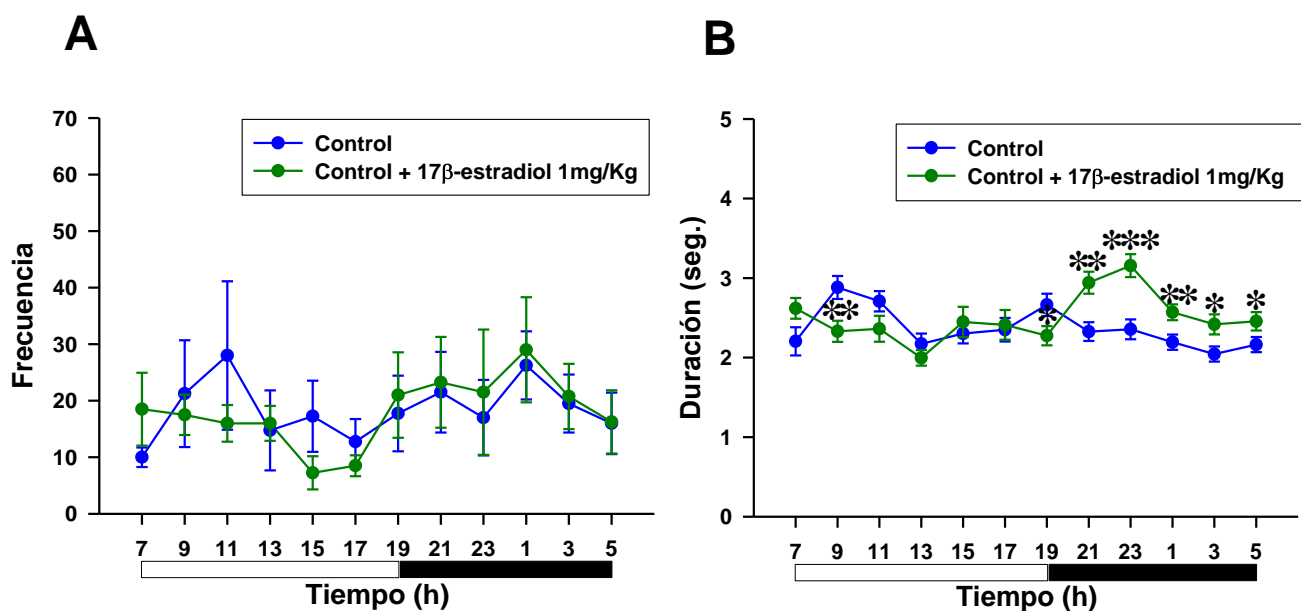 A
Frecuencia
70
60
50
40
30
20
10
0
Control
Control + 17β-estradiol 1mg/Kg
7 9 11 13 15 17 19 21 23 1 3 5
Tiempo (h)
B
Duración (seg.)
5
4
3
2
1
0
Control
Control + 17β-estradiol 1mg/Kg
***
** **
** * * *
7 9 11 13 15 17 19 21 23 1 3 5
Tiempo (h)